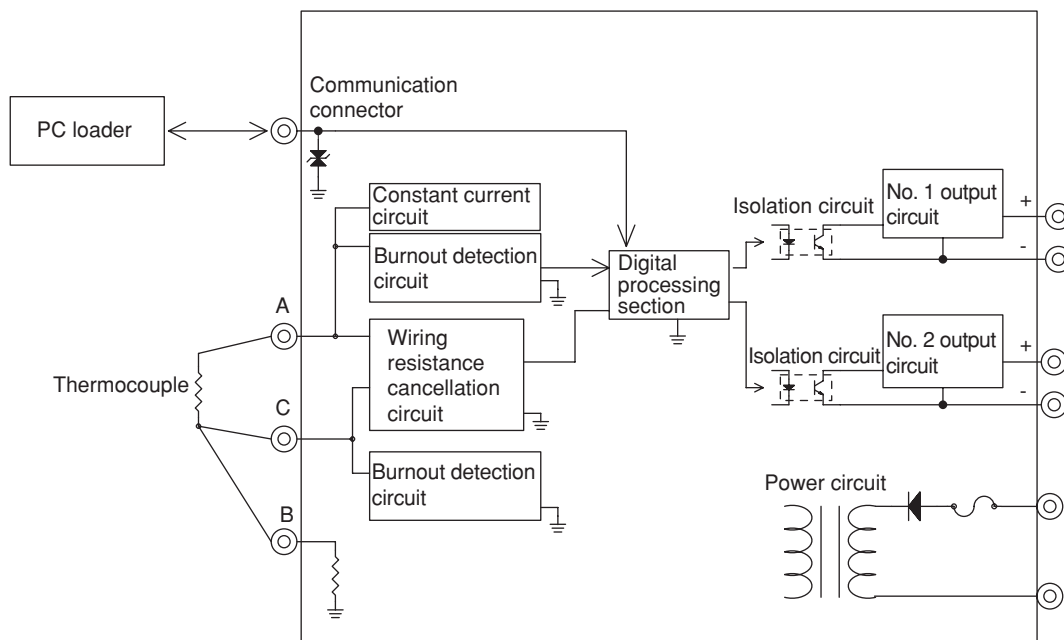 Communication
connector
PC loader
Constant current
circuit
Burnout detection
circuit
Digital
processing
section
Isolation circuit
No. 1 output
circuit
+
-
A
Thermocouple
Wiring
resistance
cancellation
circuit
C
Isolation circuit
No. 2 output
circuit
+
-
Burnout detection
circuit
B
Power circuit